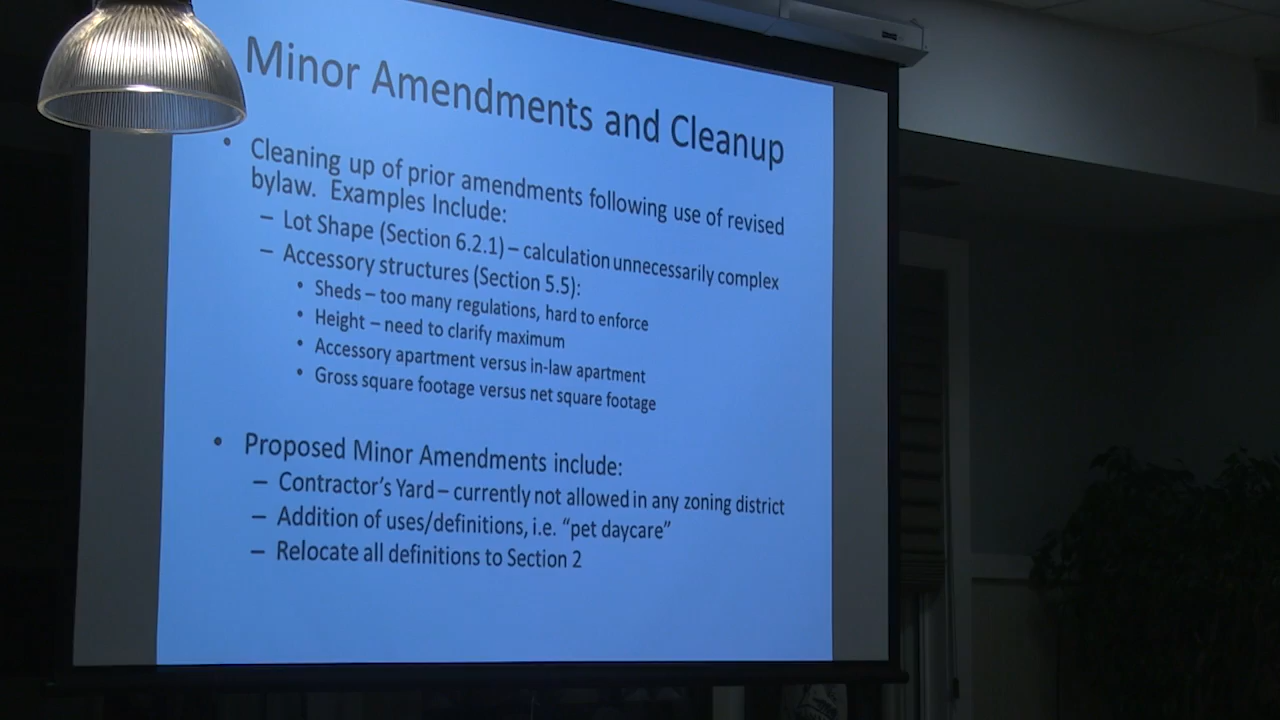 Minor Amendments and Cleanup
• Cleaning up of prior amendments following use of revised
bylaw. Examples Include:
– Lot Shape (Section 6.2.1) – calculation unnecessarily complex
– Accessory structures (Section 5.5):
• Sheds – too many regulations, hard to enforce
• Height – need to clarify maximum
• Accessory apartment versus in-law apartment
• Gross square footage versus net square footage
• Proposed Minor Amendments include:
– Contractor’s Yard – currently not allowed in any zoning district
– Addition of uses/definitions, i.e. “pet daycare”
– Relocate all definitions to Section 2